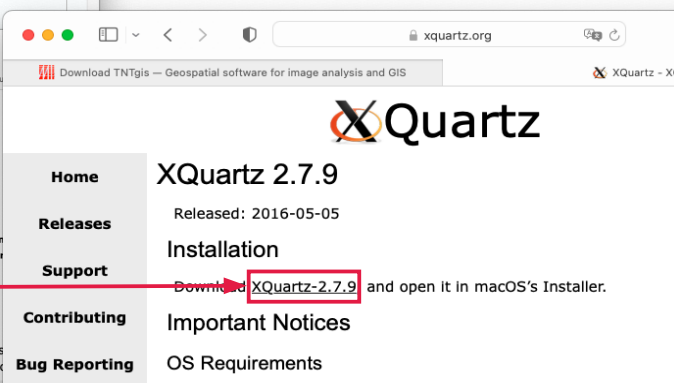 xquartz.org
Download TNTgis — Geospatial software for image analysis and GIS
XQuartz - X
XQuartz
Home
Releases
Support
Contributing
Bug Reporting
XQuartz 2.7.9
Released: 2016-05-05
Installation
Download XQuartz-2.7.9 and open it in macOS's Installer.
Important Notices
OS Requirements